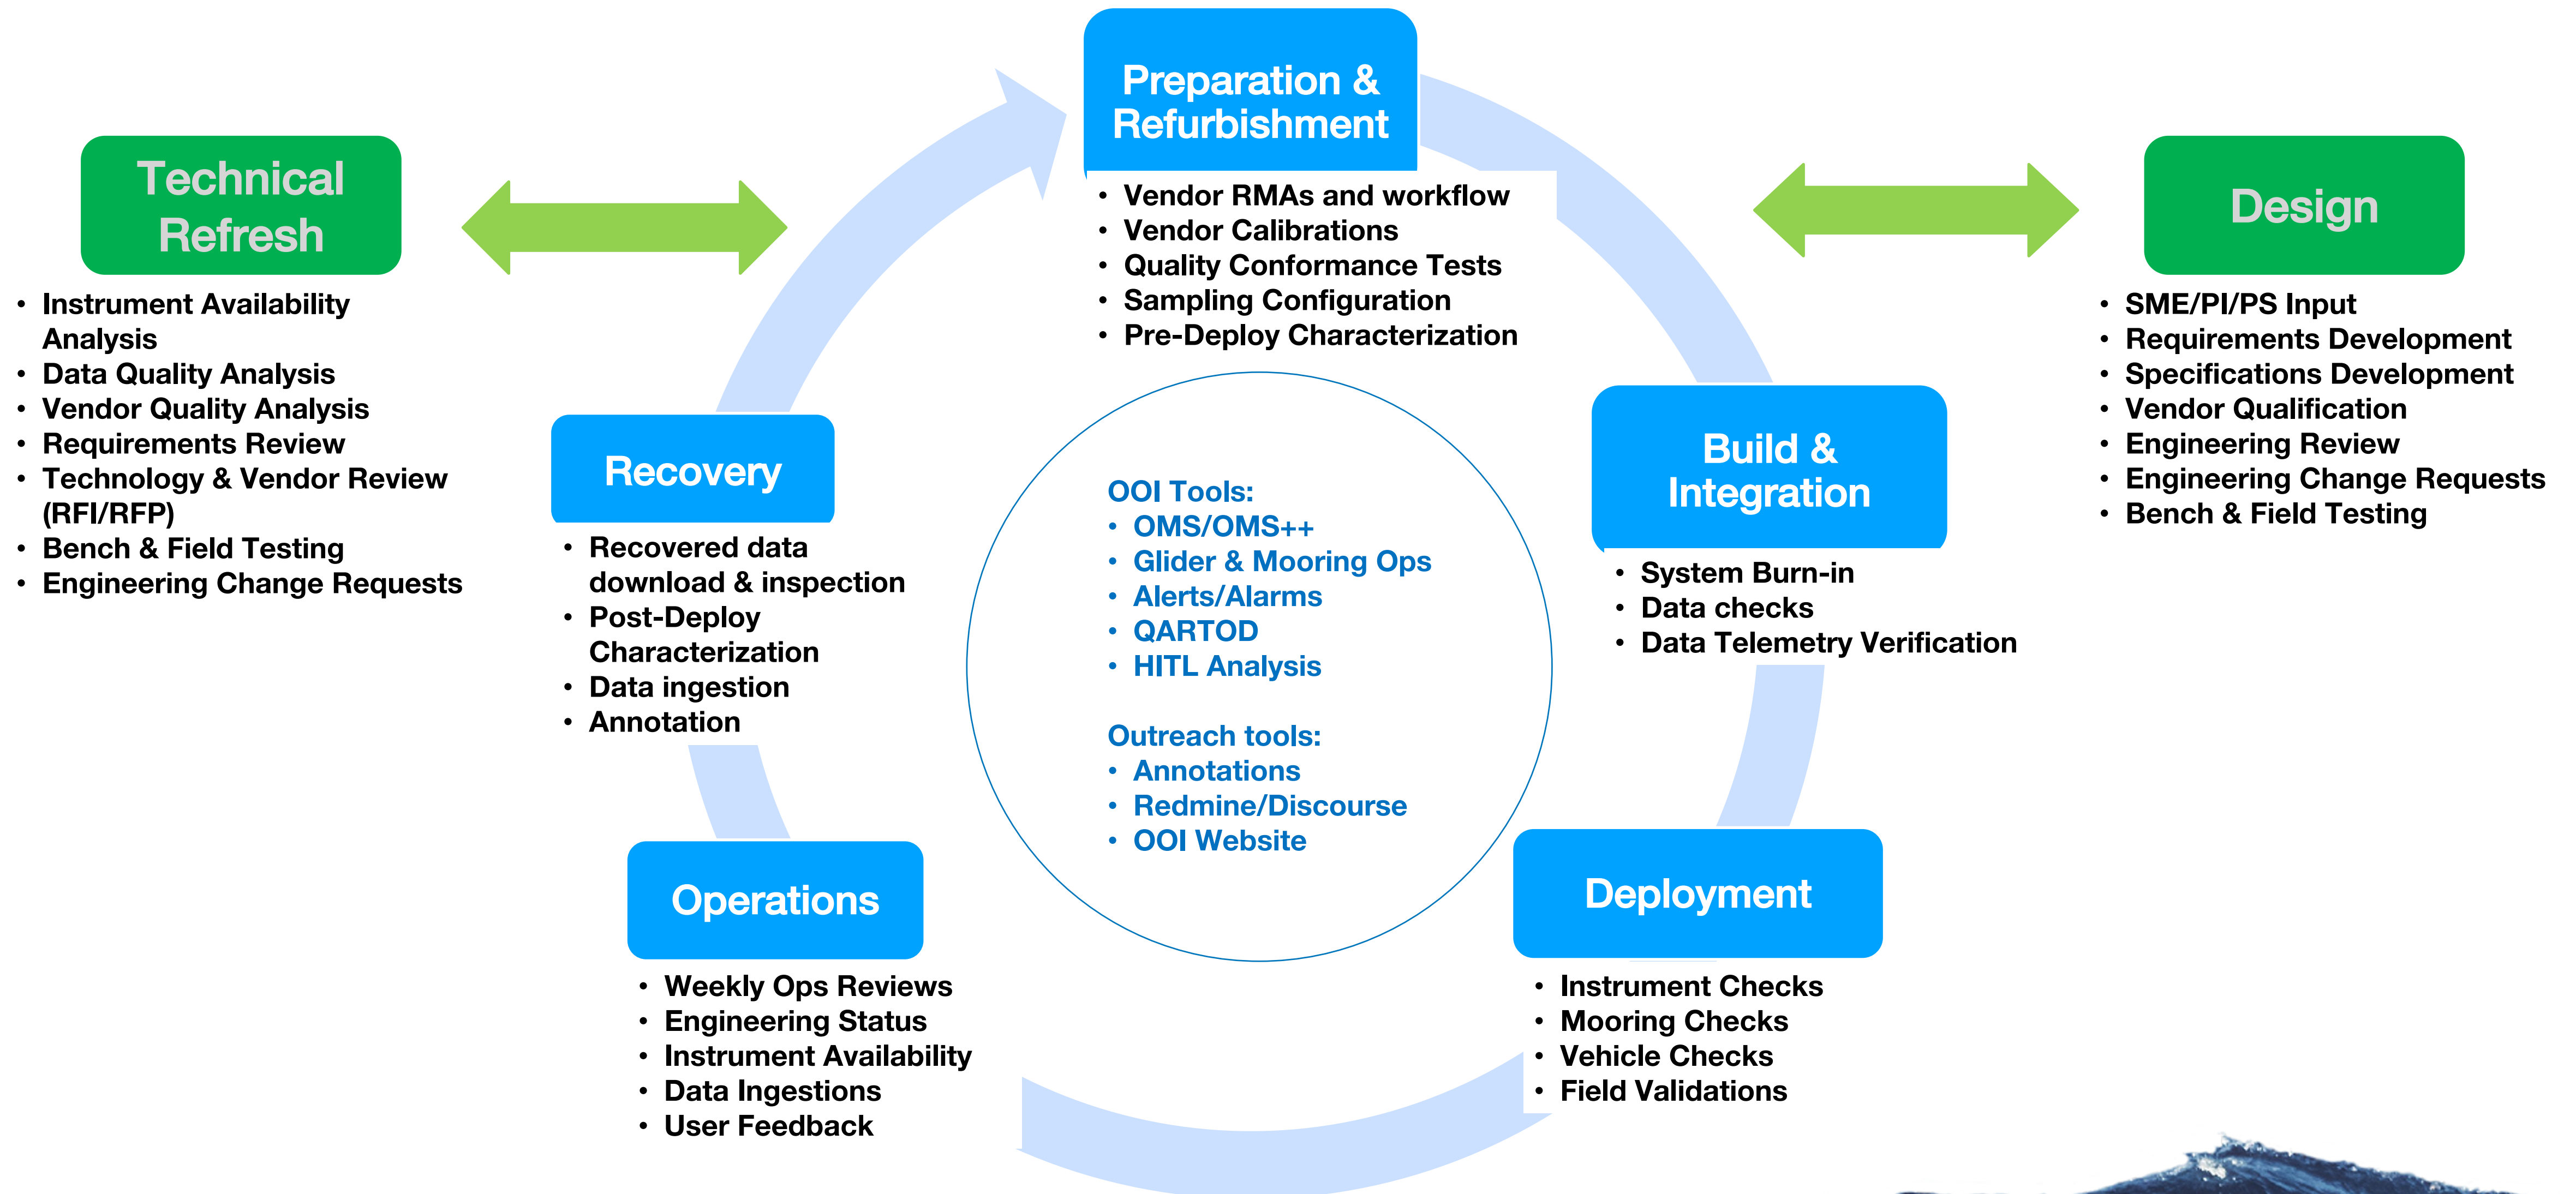 Preparation &
Refurbishment
• Vendor RMAs and workflow
• Vendor Calibrations
• Quality Conformance Tests
• Sampling Configuration
• Pre-Deploy Characterization
Technical
Refresh
• Instrument Availability
Analysis
• Data Quality Analysis
• Vendor Quality Analysis
• Requirements Review
• Technology & Vendor Review
(RFI/RFP)
• Bench & Field Testing
• Engineering Change Requests
Design
• SME/PI/PS Input
• Requirements Development
• Specifications Development
• Vendor Qualification
• Engineering Review
• Engineering Change Requests
• Bench & Field Testing
Recovery
• Recovered data
download & inspection
• Post-Deploy
Characterization
• Data ingestion
• Annotation
OOI Tools:
• OMS/OMS++
• Glider & Mooring Ops
• Alerts/Alarms
• QARTOD
• HITL Analysis
Outreach tools:
• Annotations
• Redmine/Discourse
• OOI Website
Build &
Integration
• System Burn-in
• Data checks
• Data Telemetry Verification
Operations
• Weekly Ops Reviews
• Engineering Status
• Instrument Availability
• Data Ingestions
• User Feedback
Deployment
• Instrument Checks
• Mooring Checks
• Vehicle Checks
• Field Validations